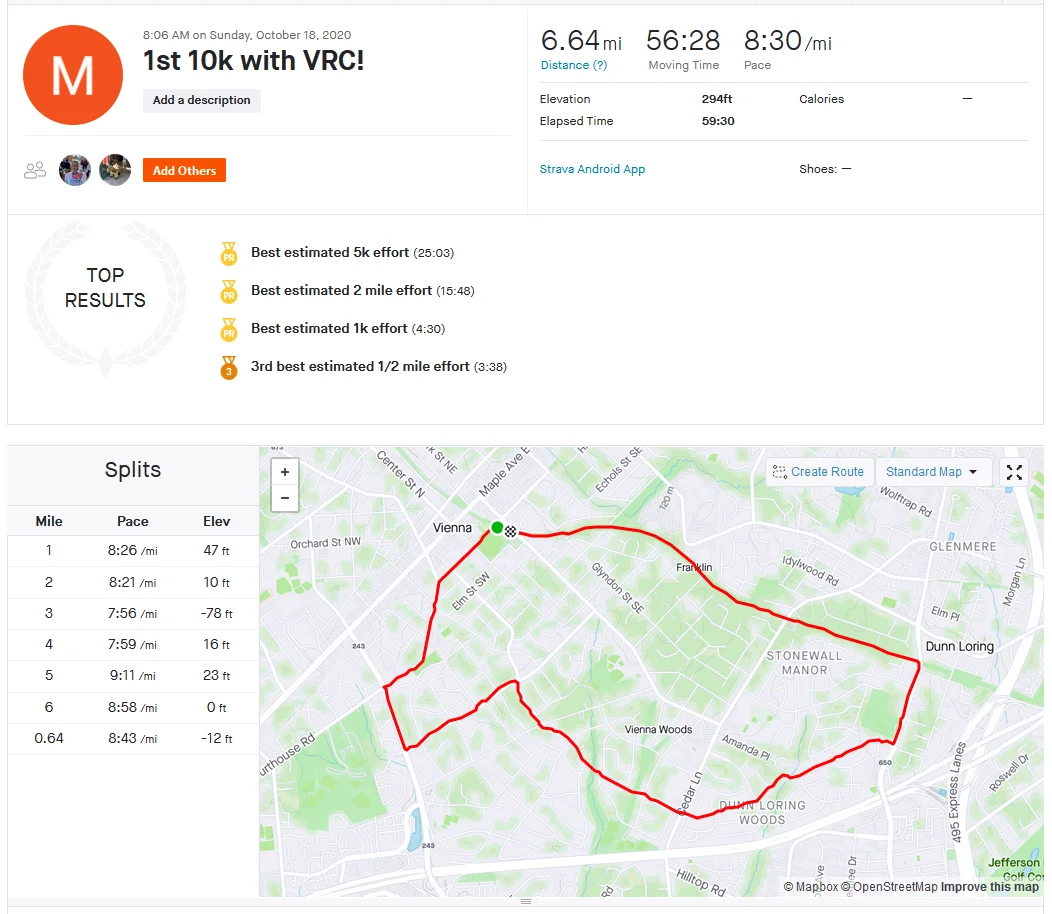 M
8:06 AM on Sunday, October 18, 2020
1st 10k with VRC!
Add a description
Add Others
6.64mi 56:28 8:30/mi
Distance (?) Moving Time Pace
Elevation 294ft Calories —
Elapsed Time 59:30
Strava Android App Shoes: —
TOP
RESULTS
PR Best estimated 5k effort (25:03)
PR Best estimated 2 mile effort (15:48)
PR Best estimated 1k effort (4:30)
3 3rd best estimated 1/2 mile effort (3:38)
Splits
Mile Pace Elev
1 8:26 /mi 47 ft
2 8:21 /mi 10 ft
3 7:56 /mi -78 ft
4 7:59 /mi 16 ft
5 9:11 /mi 23 ft
6 8:58 /mi 0 ft
0.64 8:43 /mi -12 ft
+
−
Create Route
Standard Map
Center St N
k St NE
Maple Ave E
Echols St SE
120 m
Wolftrap Rd
Vienna
Orchard St NW
GLENMERE
Franklin
Idylwood Rd
Morgan Ln
Elm St SW
Glyndon St SE
Elm Pl
243
Dunn Loring
STONEWALL
MANOR
Vienna Woods
Amanda Pl
urthouse Rd
650
495 Express Lanes
Roswell Dr
Cedar Ln
DUNN LORING
WOODS
243
Hilltop Rd
Rd
Jefferson
Golf Co
© Mapbox © OpenStreetMap Improve this map